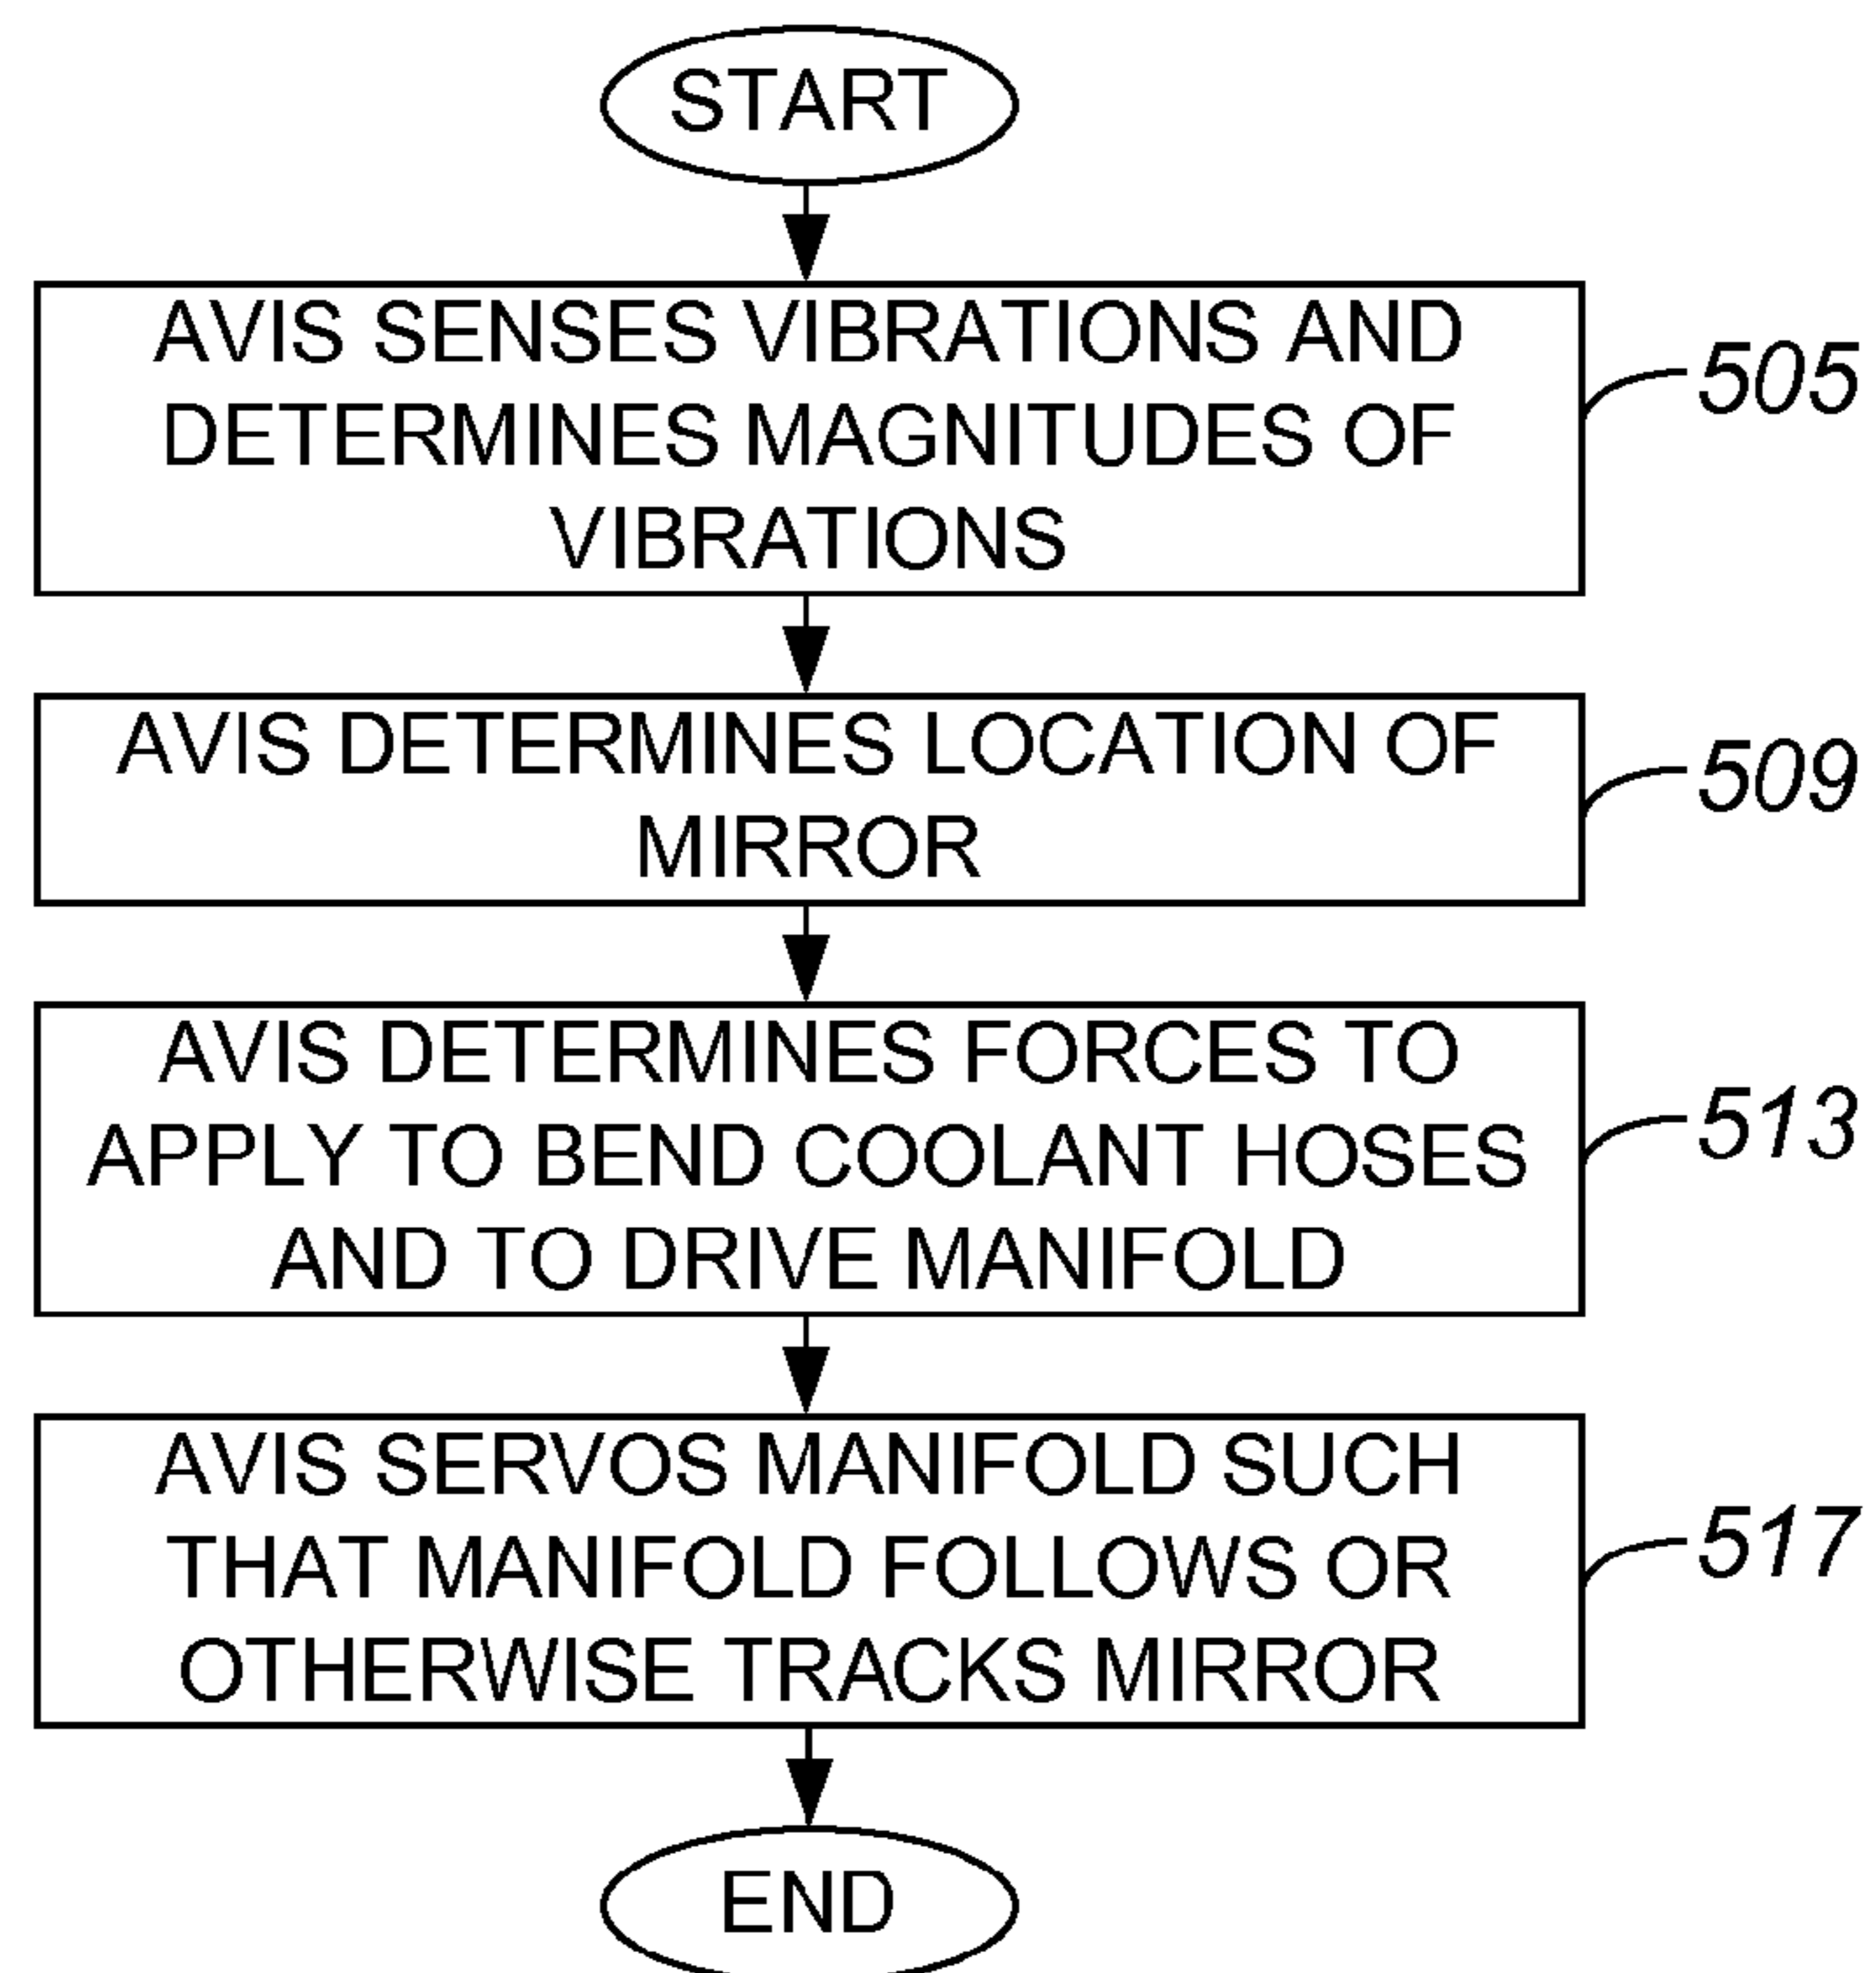 START
AVIS SENSES VIBRATIONS AND
DETERMINES MAGNITUDES OF
VIBRATIONS
505
AVIS DETERMINES LOCATION OF
MIRROR
509
AVIS DETERMINES FORCES TO
APPLY TO BEND COOLANT HOSES
AND TO DRIVE MANIFOLD
513
AVIS SERVOS MANIFOLD SUCH
THAT MANIFOLD FOLLOWS OR
OTHERWISE TRACKS MIRROR
517
END